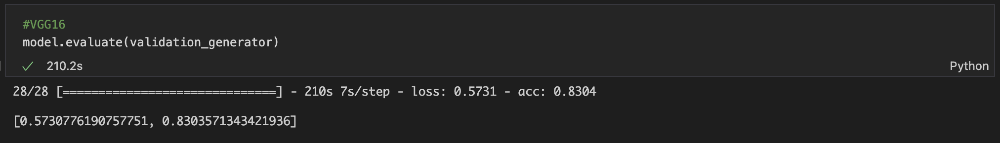 #VGG16
model.evaluate(validation_generator)
210.2s
Python
28/28 [==============================] - 210s 7s/step - loss: 0.5731 - acc: 0.8304
[0.5730776190757751, 0.8303571343421936]